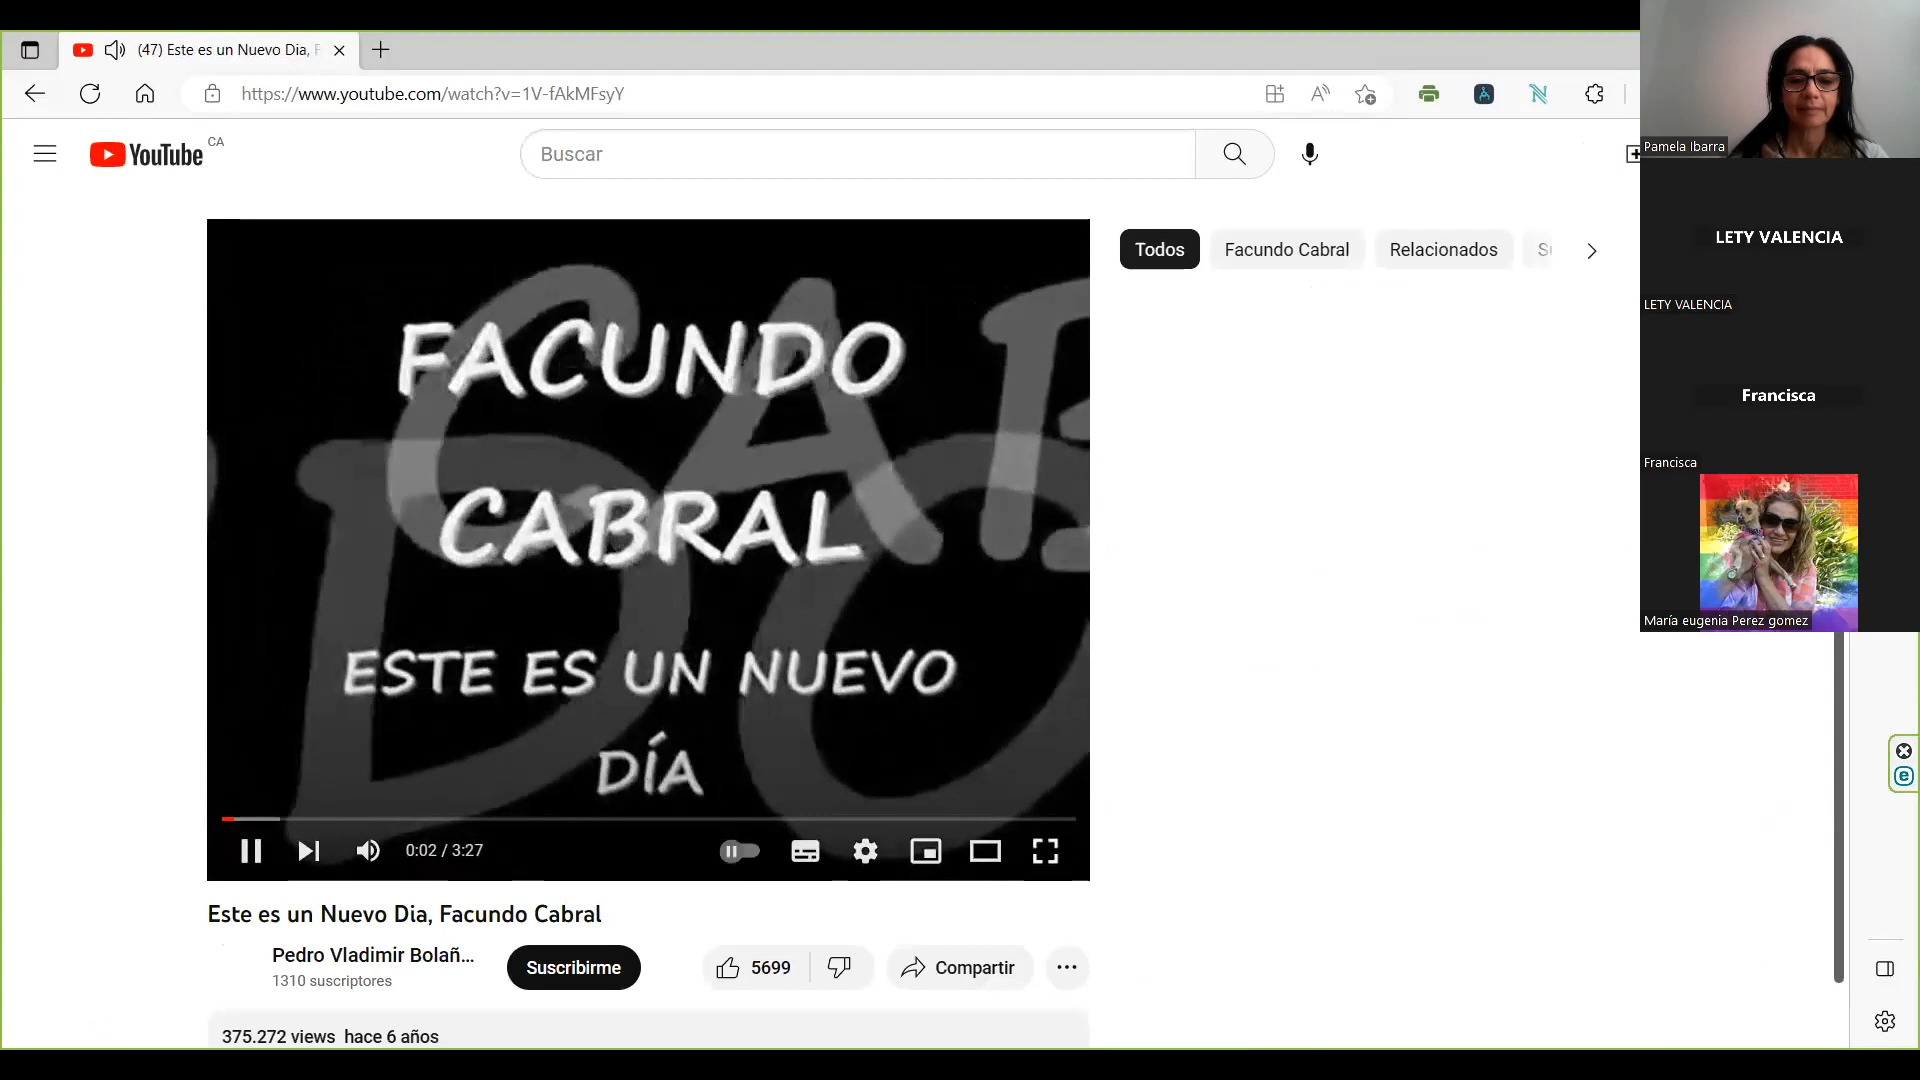 (47) Este es un Nuevo Dia, F
https://www.youtube.com/watch?v=1V-fAkMFsyY
YouTube CA
Buscar
Pamela Ibarra
LETY VALENCIA
LETY VALENCIA
Francisca
Francisca
María eugenia Perez gomez
Todos
Facundo Cabral
Relacionados
FACUNDO
CABRAL
ESTE ES UN NUEVO
DÍA
0:02 / 3:27
Este es un Nuevo Dia, Facundo Cabral
Pedro Vladimir Bolañ...
1310 suscriptores
Suscribirme
5699
Compartir
375.272 views hace 6 años